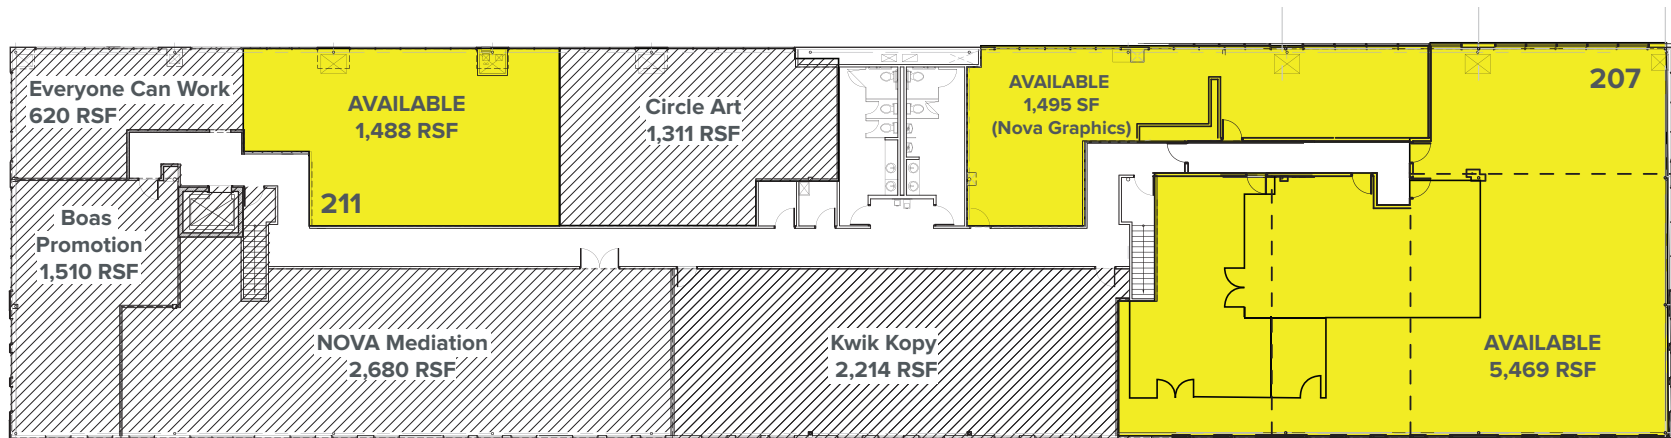 Everyone Can Work
620 RSF
AVAILABLE
1,488 RSF
211
Circle Art
1,311 RSF
AVAILABLE
1,495 SF
(Nova Graphics)
207
Boas
Promotion
1,510 RSF
NOVA Mediation
2,680 RSF
Kwik Kopy
2,214 RSF
AVAILABLE
5,469 RSF